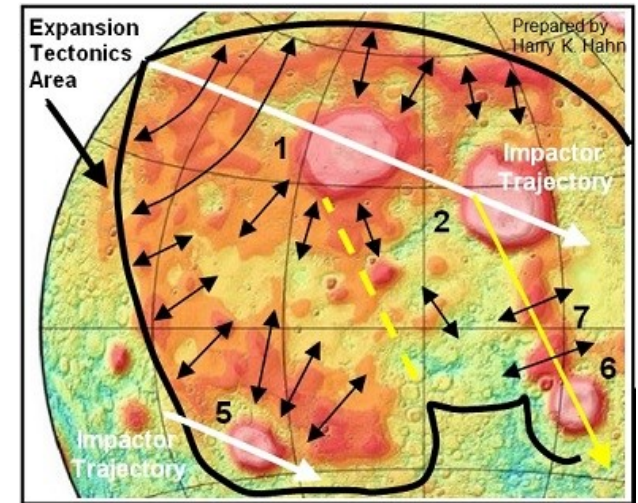 Expansion
Tectonics
Area
Prepared by
Harry K. Hahn
1
Impactor
Trajectory
2
7
6
5
Impactor
Trajectory